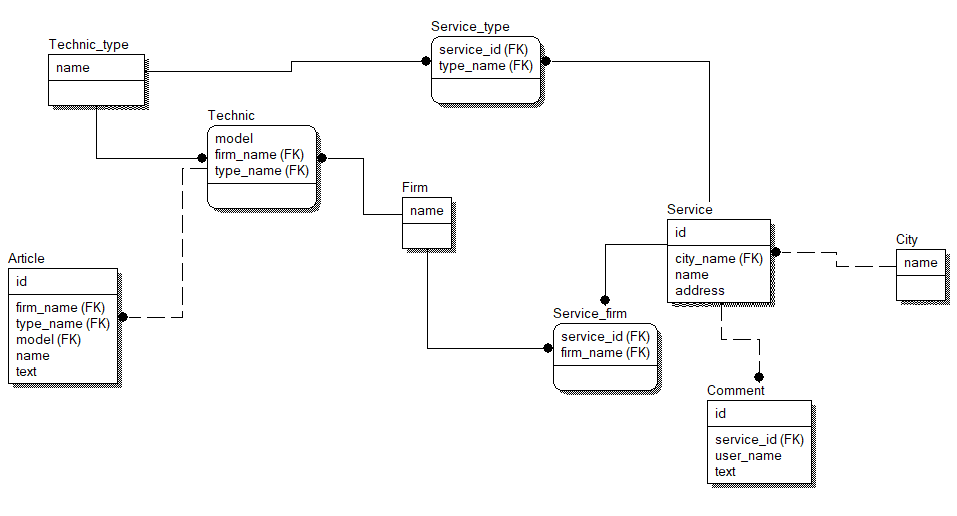 Service_type
service_id (FK)
type_name (FK)
Technic_type
name
Technic
model
firm_name (FK)
type_name (FK)
Firm
name
Service
id
city_name (FK)
name
address
City
name
Article
id
firm_name (FK)
type_name (FK)
model (FK)
name
text
Service_firm
service_id (FK)
firm_name (FK)
Comment
id
service_id (FK)
user_name
text